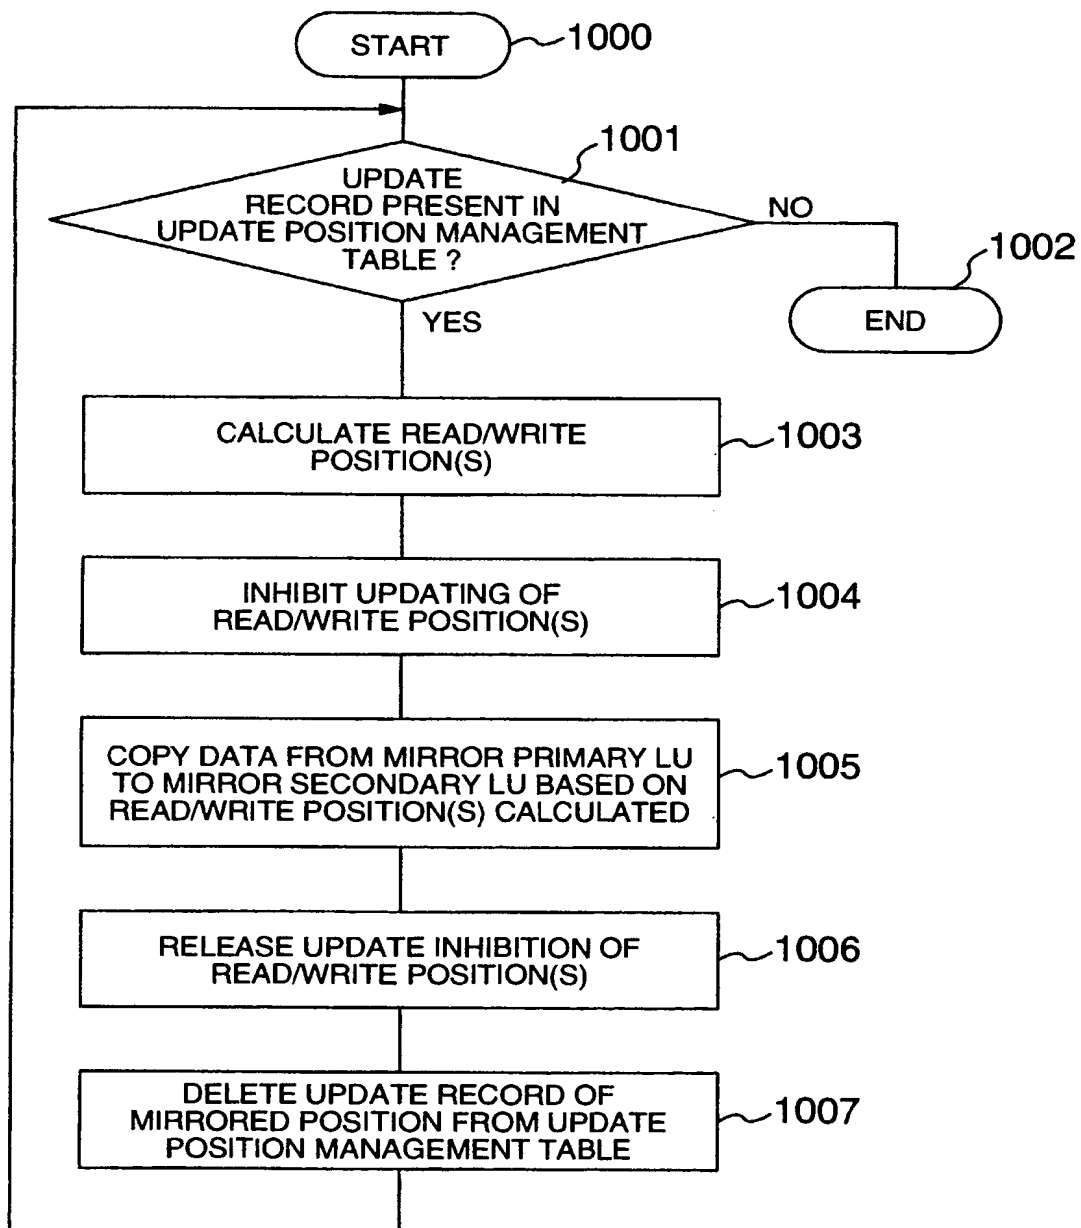 START
1000
1001
UPDATE
RECORD PRESENT IN
UPDATE POSITION MANAGEMENT
TABLE ?
NO
1002
END
YES
CALCULATE READ/WRITE
POSITION(S)
1003
INHIBIT UPDATING OF
READ/WRITE POSITION(S)
1004
COPY DATA FROM MIRROR PRIMARY LU
TO MIRROR SECONDARY LU BASED ON
READ/WRITE POSITION(S) CALCULATED
1005
RELEASE UPDATE INHIBITION OF
READ/WRITE POSITION(S)
1006
DELETE UPDATE RECORD OF
MIRRORED POSITION FROM UPDATE
POSITION MANAGEMENT TABLE
1007